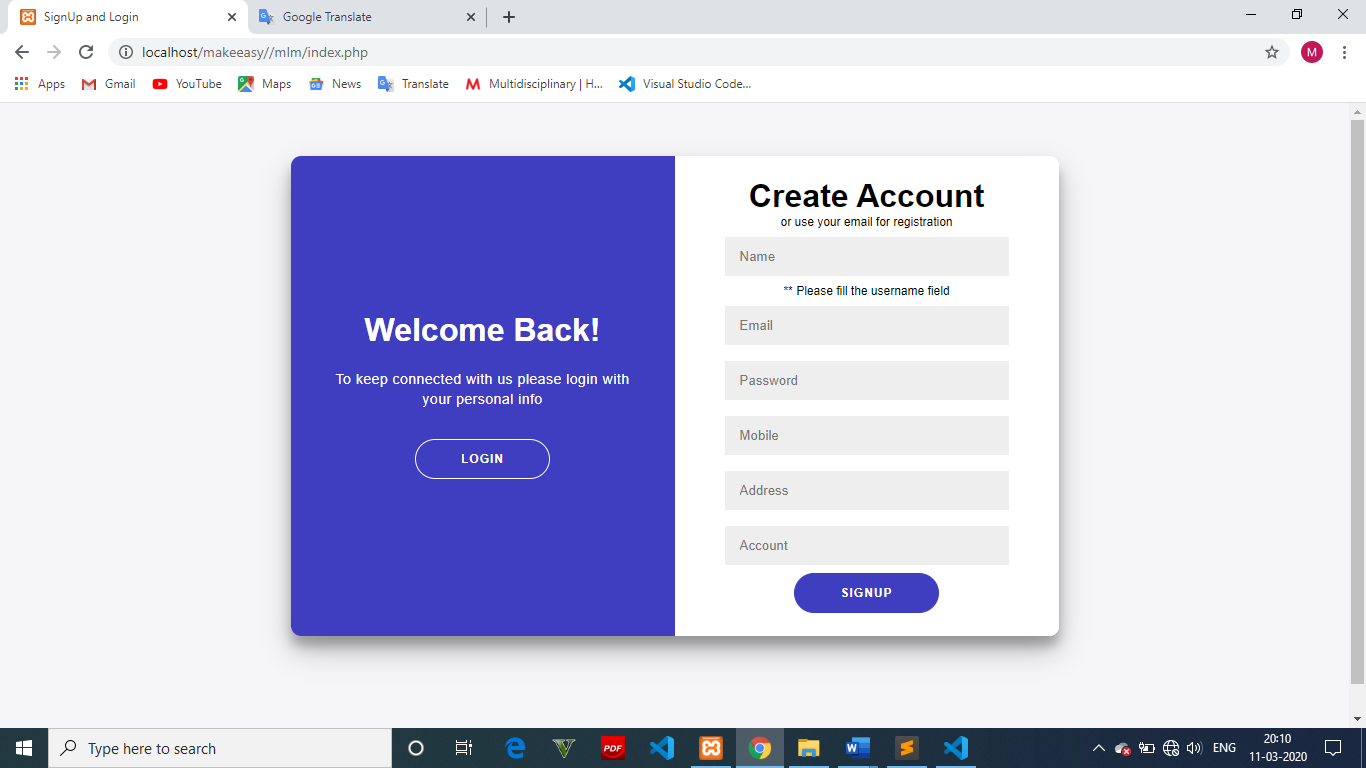 SignUp and Login
Google Translate
localhost/makeeasy//mlm/index.php
M
Apps
Gmail
YouTube
Maps
News
Translate
Multidisciplinary | H...
Visual Studio Code...
Welcome Back!
To keep connected with us please login with
your personal info
LOGIN
Create Account
or use your email for registration
Name
** Please fill the username field
Email
Password
Mobile
Address
Account
SIGNUP
Type here to search
PDF
ENG
20:10
11-03-2020